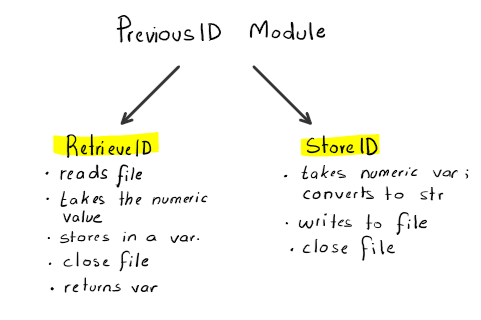 PreviousID Module
RetrieveID
· reads file
· takes the numeric
value
· stores in a var.
· close file
· returns var
StoreID
· takes numeric var;
converts to str
· writes to file
· close file